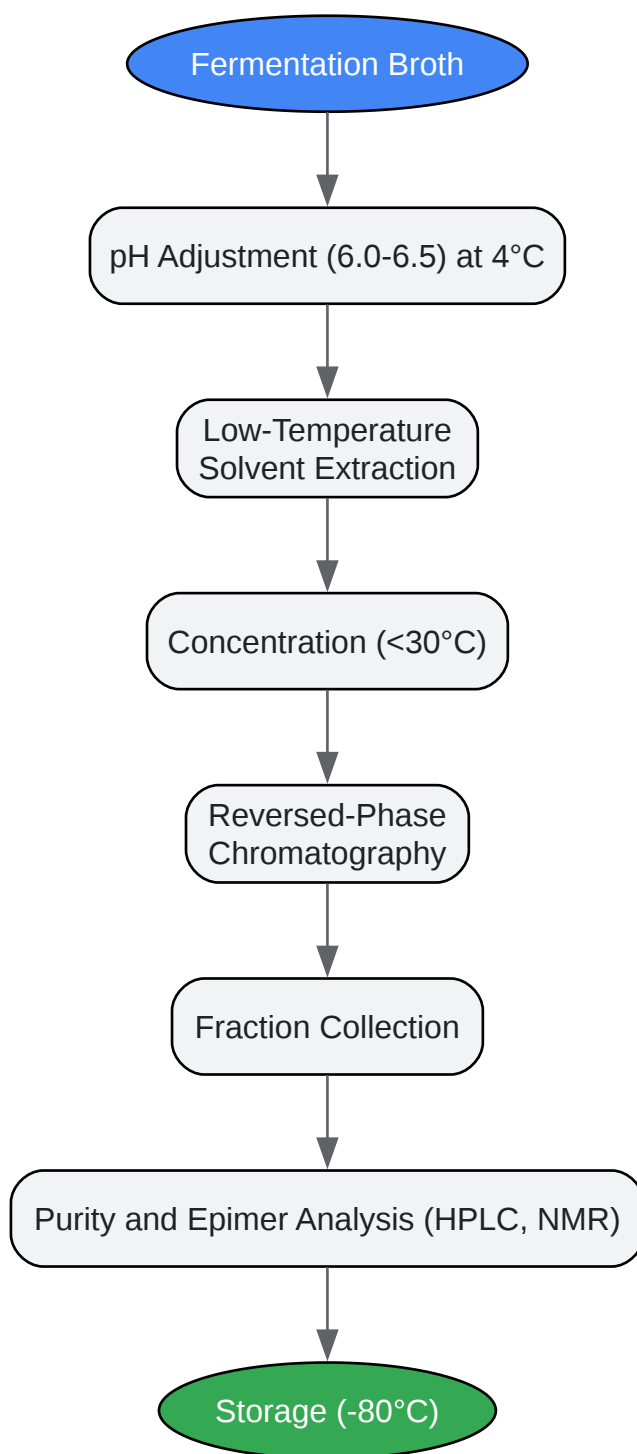 Fermentation Broth
pH Adjustment (6.0-6.5) at 4°C
Low-Temperature
Solvent Extraction
Concentration (<30°C)
Reversed-Phase
Chromatography
Fraction Collection
Purity and Epimer Analysis (HPLC, NMR)
Storage (-80°C)